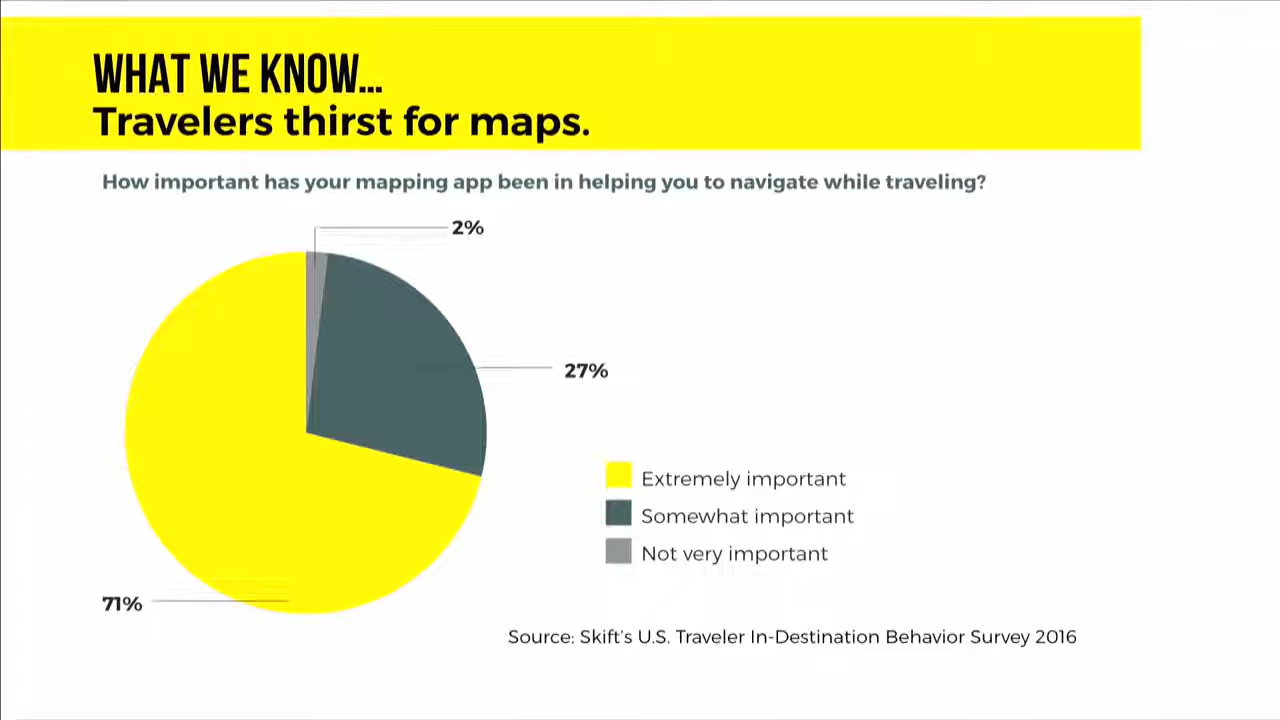 WHAT WE KNOW...
Travelers thirst for maps.
How important has your mapping app been in helping you to navigate while traveling?
2%
27%
Extremely important
Somewhat important
Not very important
71%
Source: Skift's U.S. Traveler In-Destination Behavior Survey 2016